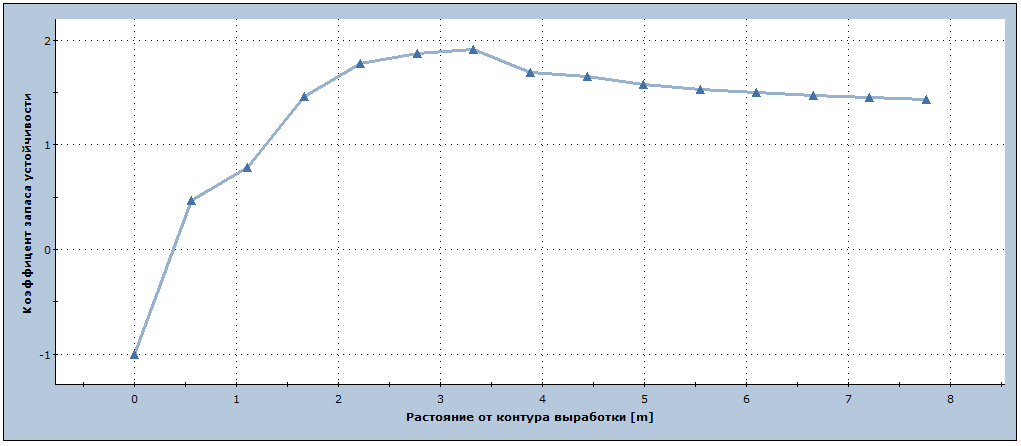 Коэффицент запаса устойчивости
2
1
0
-1
0 1 2 3 4 5 6 7 8
Растояние от контура выработки [m]